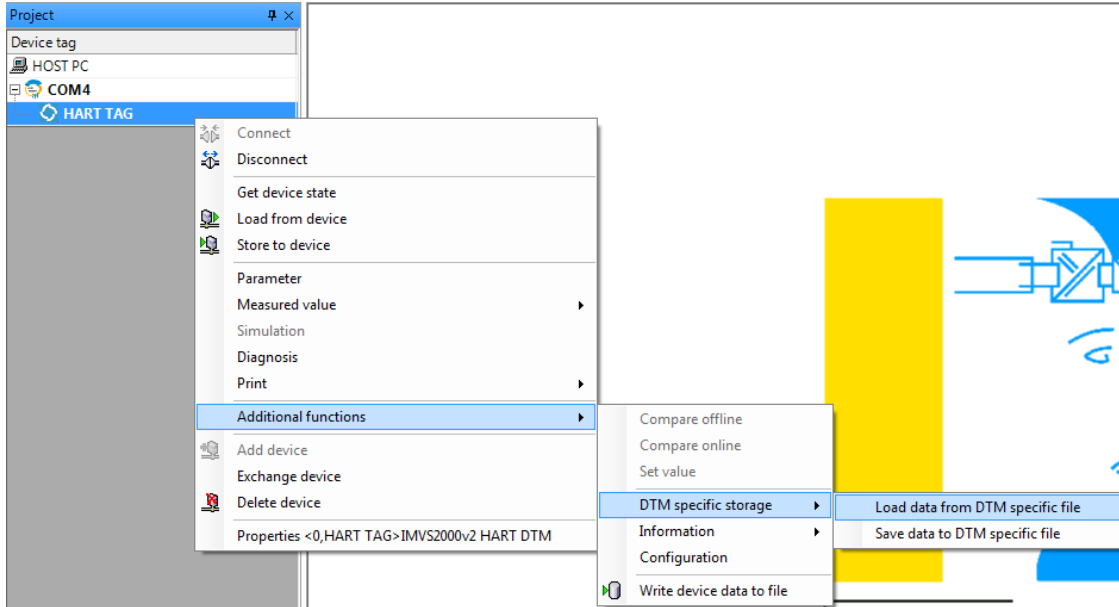 Project
Device tag
HOST PC
COM4
HART TAG
Connect
Disconnect
Get device state
Load from device
Store to device
Parameter
Measured value
Simulation
Diagnosis
Print
Additional functions
Add device
Exchange device
Delete device
Properties <0,HART TAG>IMVS2000v2 HART DTM
Compare offline
Compare online
Set value
DTM specific storage
Information
Configuration
Write device data to file
Load data from DTM specific file
Save data to DTM specific file